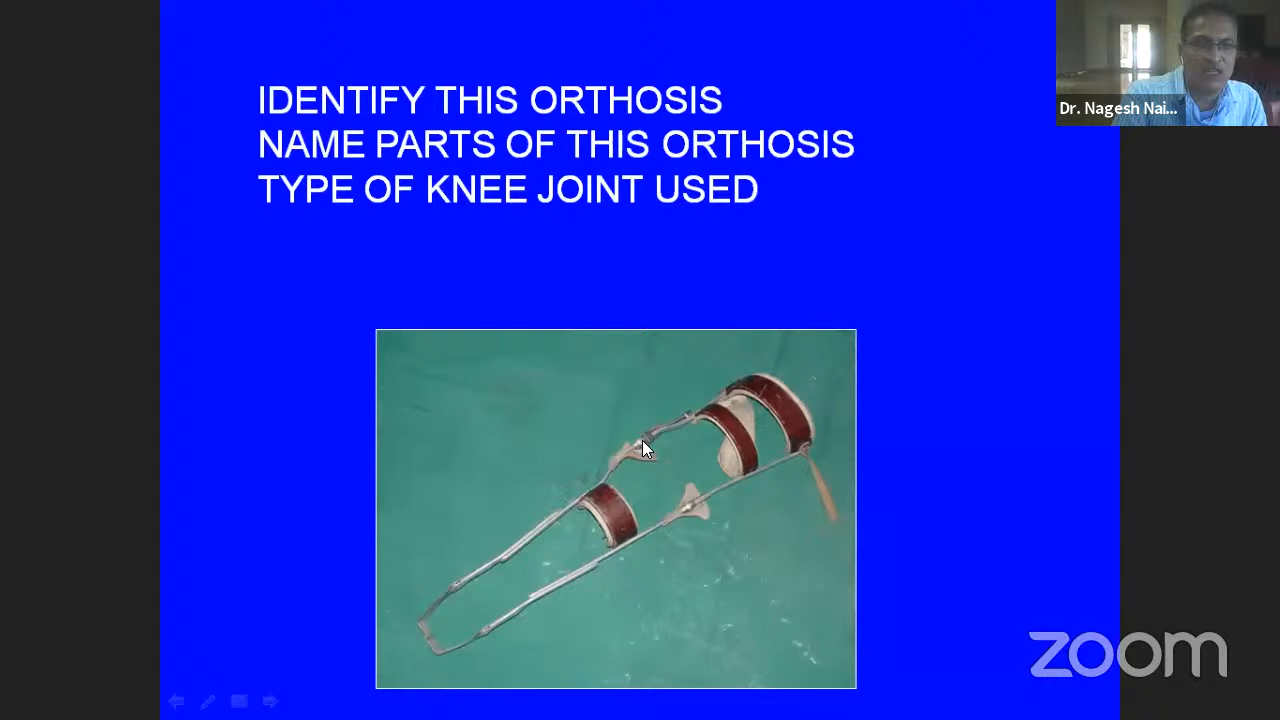 IDENTIFY THIS ORTHOSIS
NAME PARTS OF THIS ORTHOSIS
TYPE OF KNEE JOINT USED
Dr. Nagesh Nai...
zoom